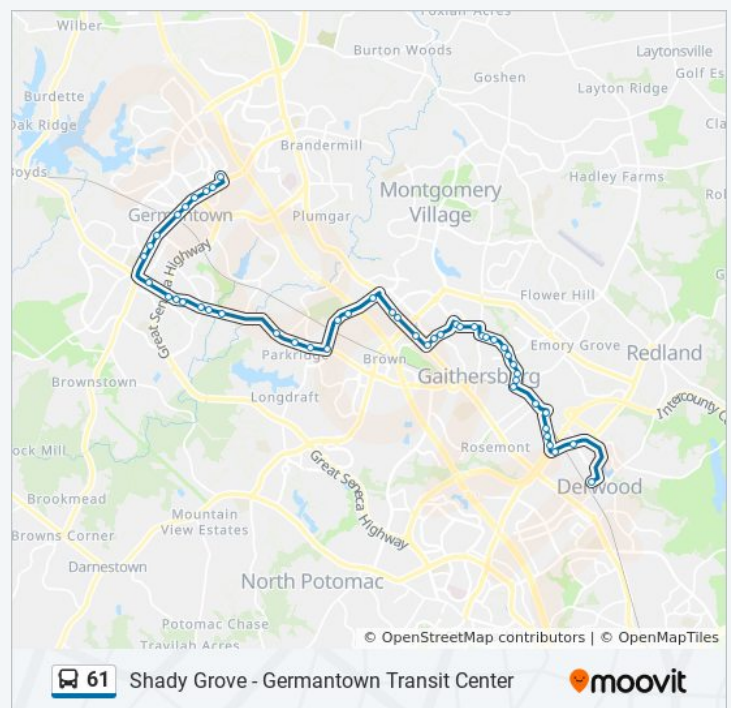 Foxlair Acres
Wilber
Burton Woods
Laytonsville
Golf Es
Goshen
Layton Ridge
Burdette
Oak Ridge
Cla
Brandermill
Boyds
Hadley Farms
Montgomery
Village
Rol
Germantown
Plumgar
Great Seneca Highway
Flower Hill
Emory Grove
Redland
Parkridge
Brown
Gaithersburg
Brownstown
Longdraft
Intercounty C
ock Mill
Rosemont
Great Seneca Highway
Derwood
Brookmead
Mountain
View Estates
Browns Corner
Darnestown
North Potomac
Potomac Chase
Travilah Acres
© OpenStreetMap contributors | © OpenMapTiles
61 Shady Grove - Germantown Transit Center
moovit